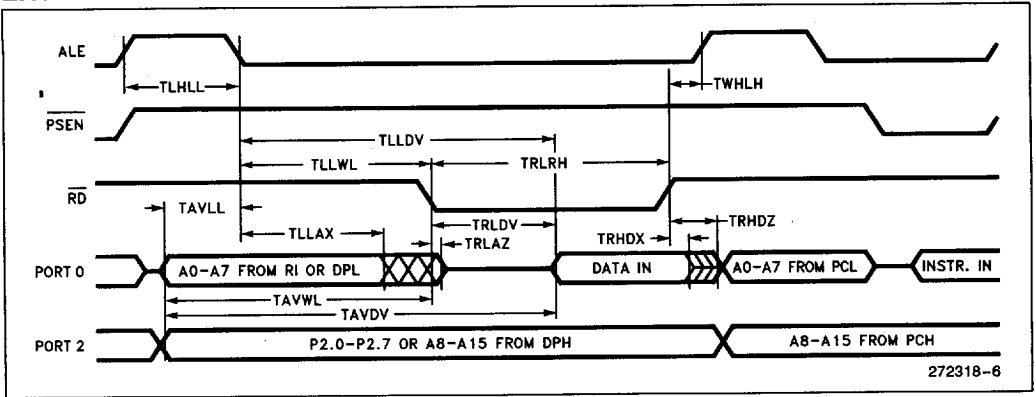 ALE
TLHLL
TWHLH
PSEN
TLLDV
TLLWL
TRLRH
RD
TAVLL
TRLDV
TRHDZ
TLLAX
TRLAZ
TRHDX
PORT 0
A0-A7 FROM RI OR DPL
DATA IN
A0-A7 FROM PCL
INSTR. IN
TAVWL
TAVDV
PORT 2
P2.0-P2.7 OR A8-A15 FROM DPH
A8-A15 FROM PCH
272318-6